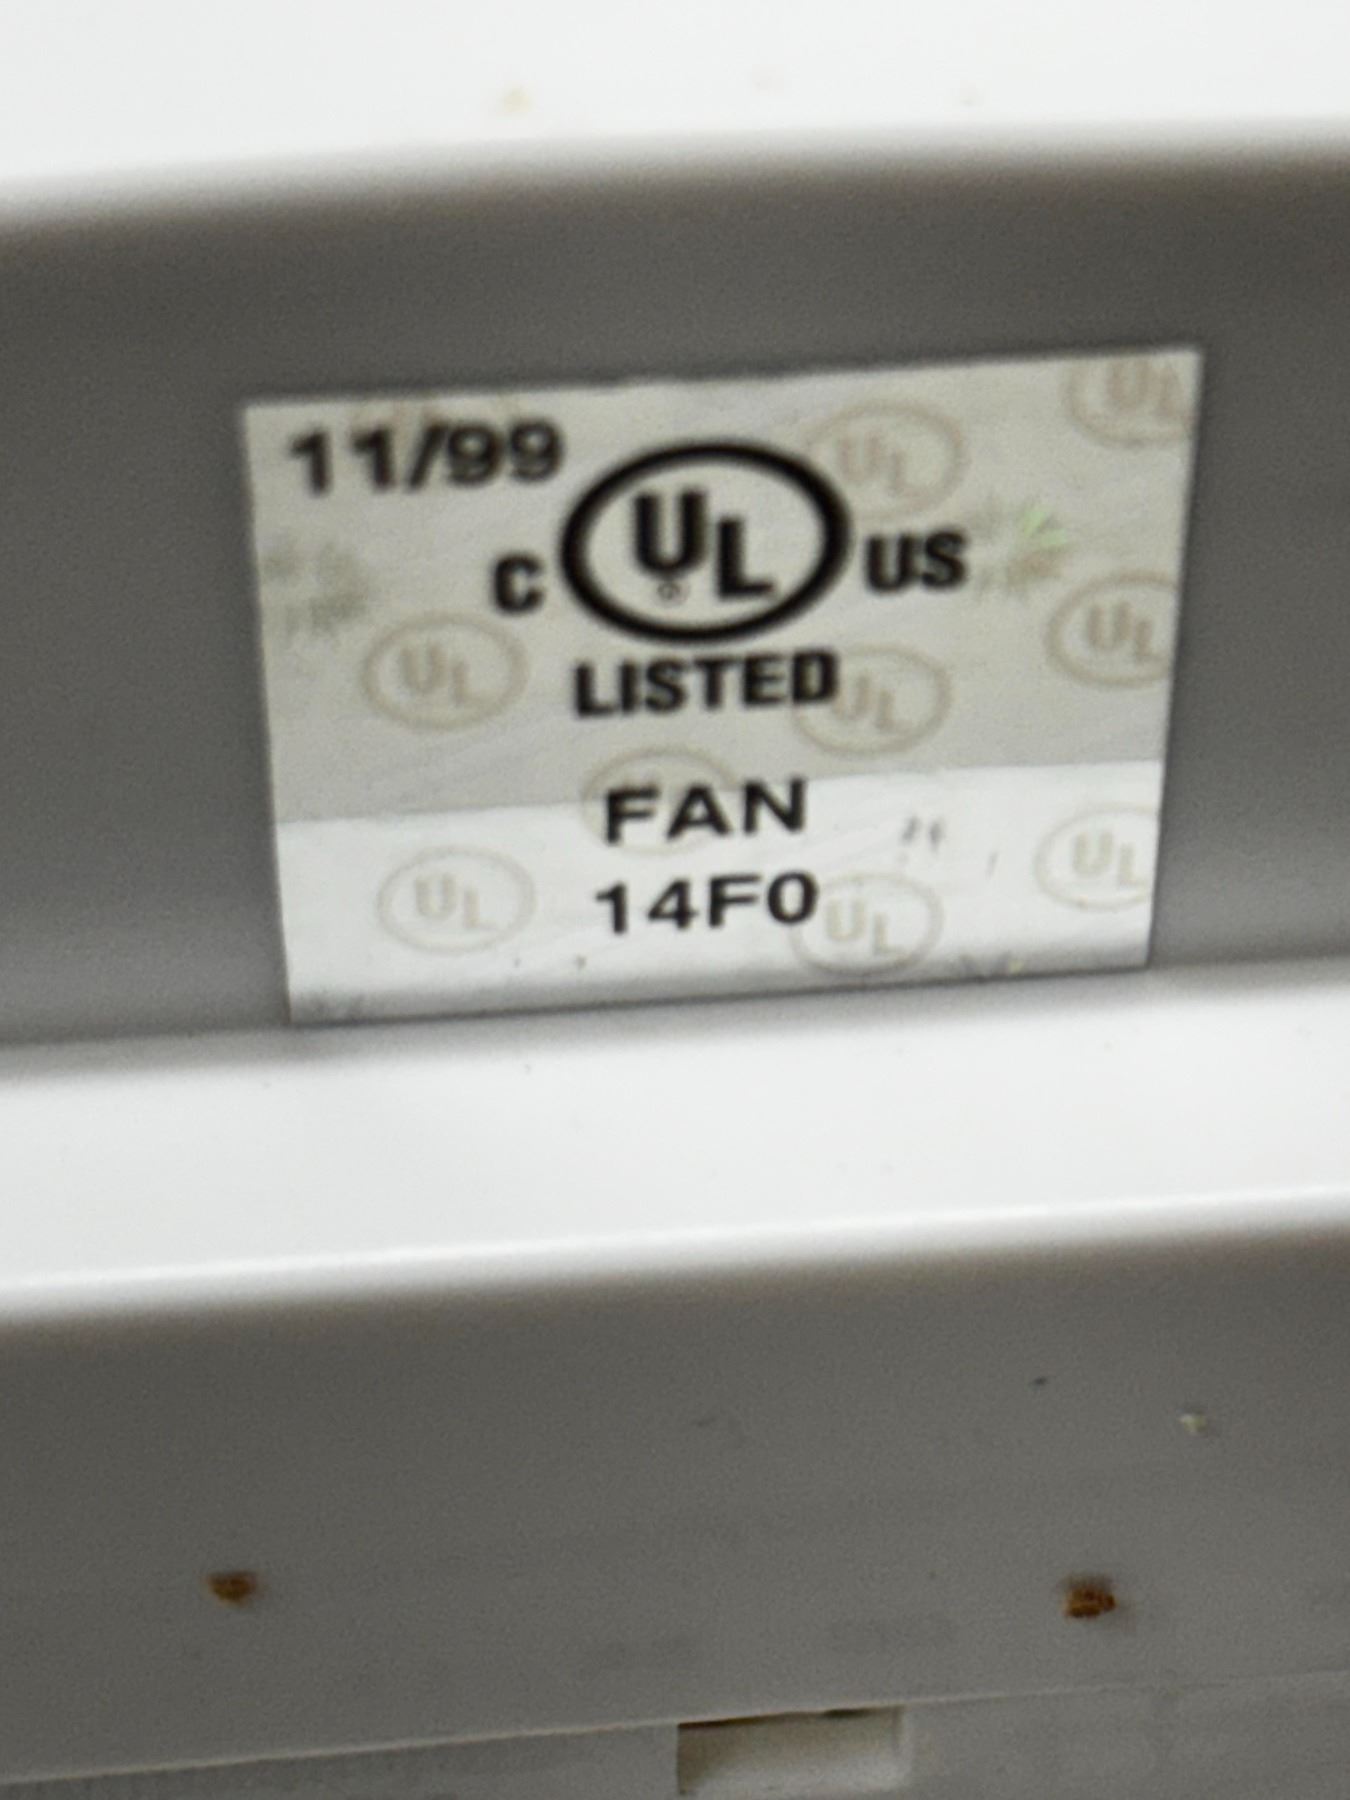 11/99
C UL US
LISTED
FAN
14F0